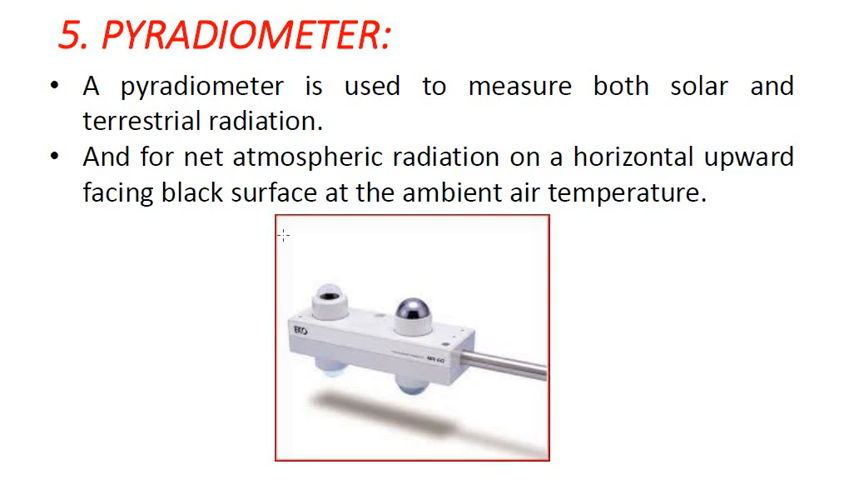 5. PYRADIOMETER:
• A pyradiometer is used to measure both solar and
terrestrial radiation.
• And for net atmospheric radiation on a horizontal upward
facing black surface at the ambient air temperature.
EKO